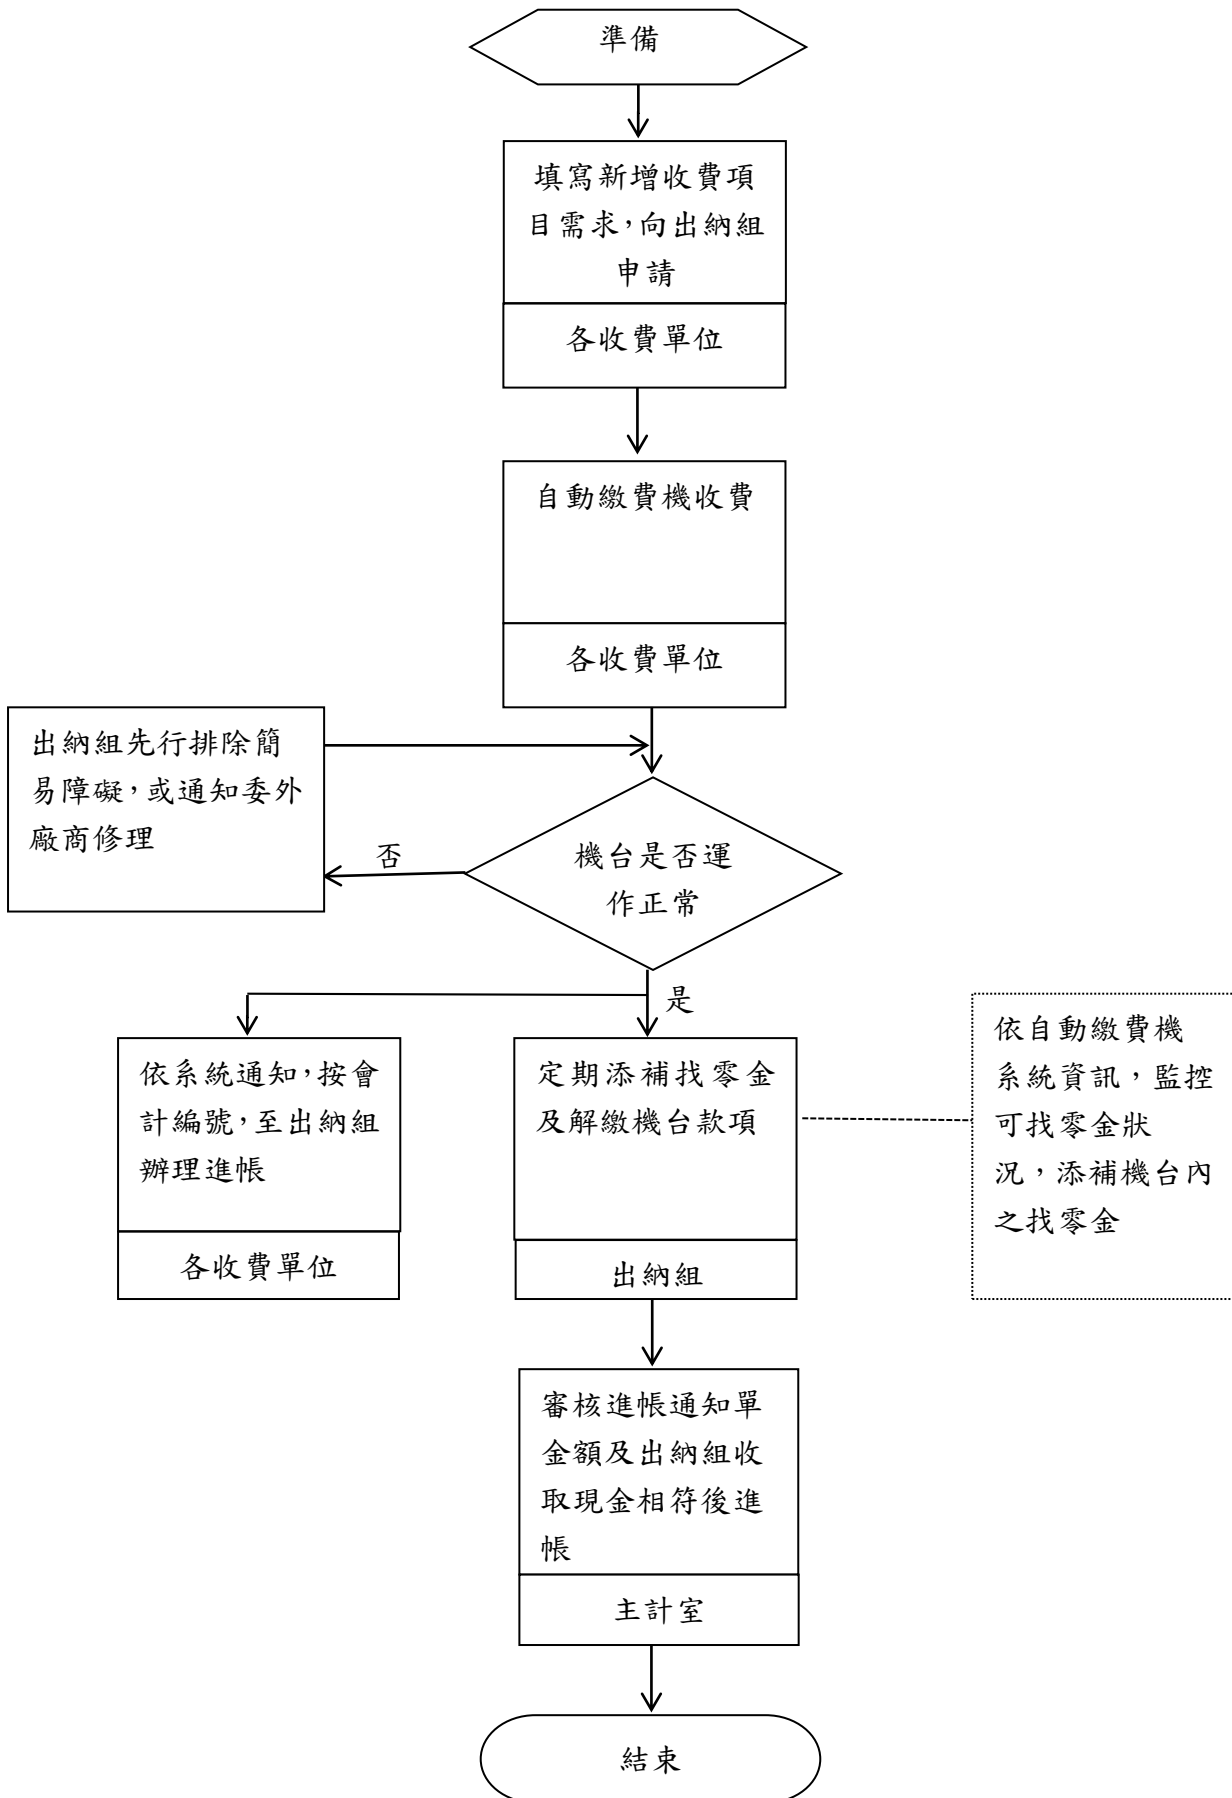 準備
填寫新增收費項
目需求，向出納組
申請
各收費單位
自動繳費機收費
各收費單位
出納組先行排除簡
易障礙，或通知委外
廠商修理
否
機台是否運
作正常
是
依系統通知，按會
計編號，至出納組
辦理進帳
各收費單位
定期添補找零金
及解繳機台款項
出納組
依自動繳費機
系統資訊，監控
可找零金狀
況，添補機台內
之找零金
審核進帳通知單
金額及出納組收
取現金相符後進
帳
主計室
結束